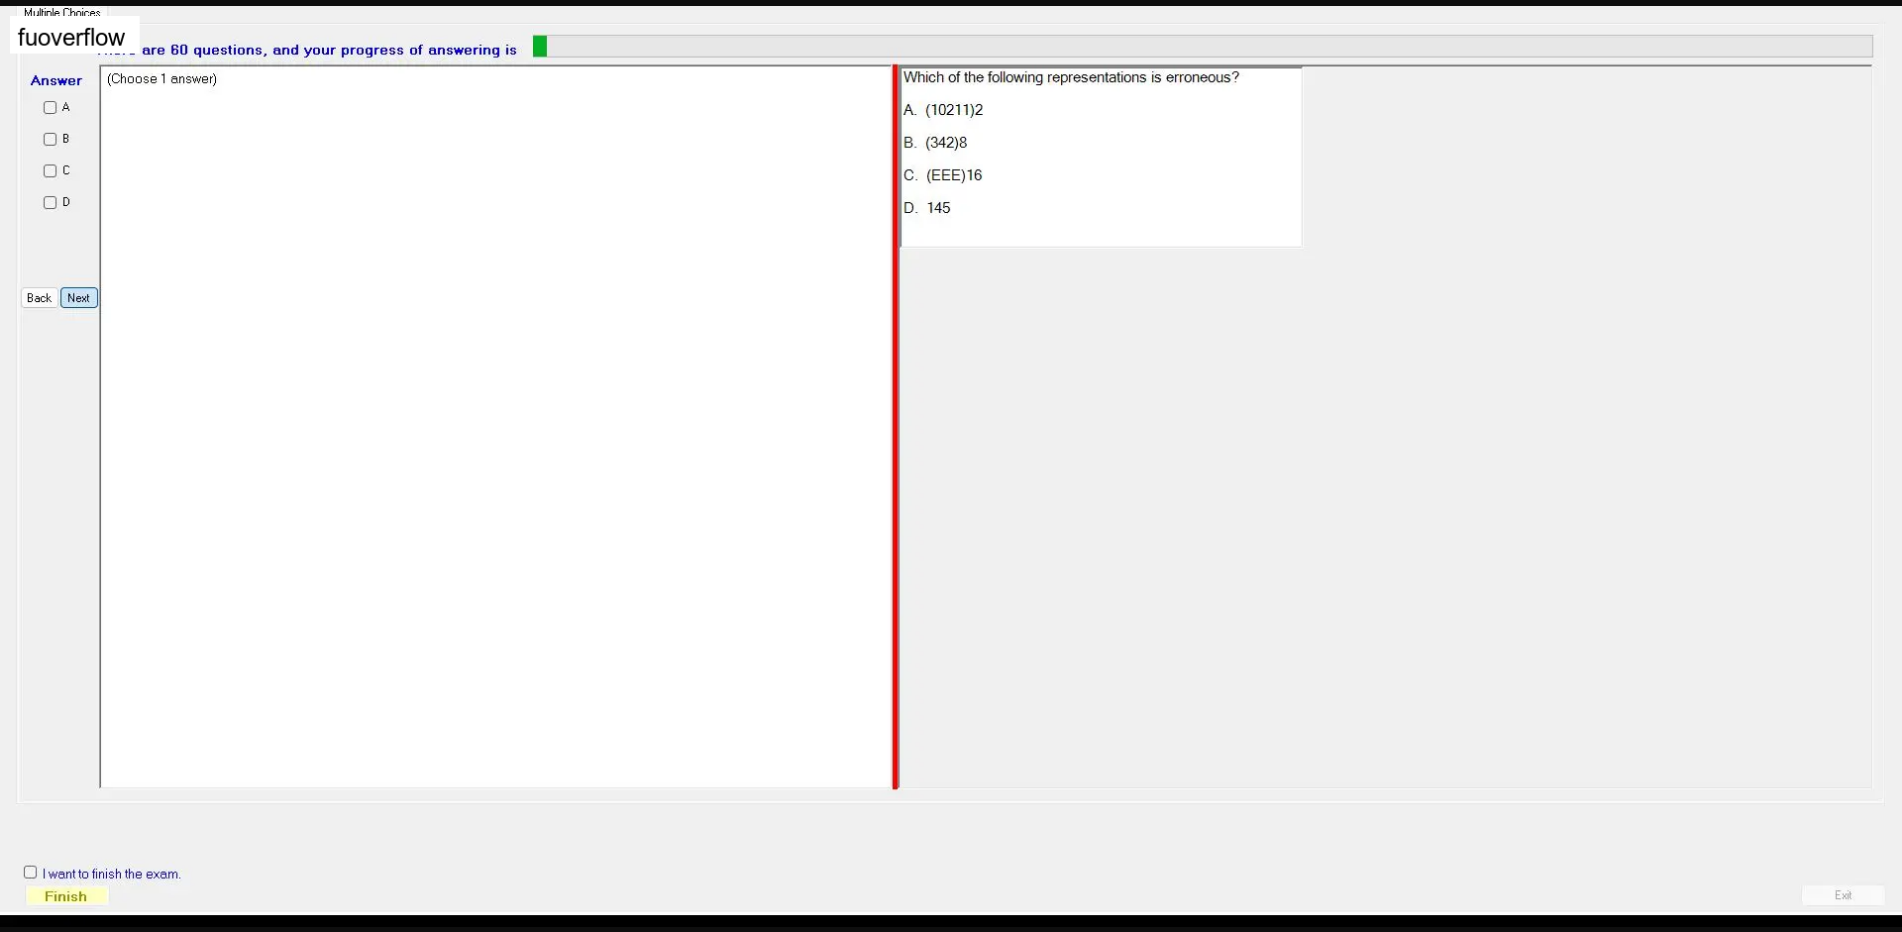 Multiple Choices
fuoverflow
are 60 questions, and your progress of answering is
Answer
(Choose 1 answer)
A
B
C
D
Back Next
Which of the following representations is erroneous?
A. (10211)2
B. (342)8
C. (EEE)16
D. 145
I want to finish the exam.
Finish
Exit